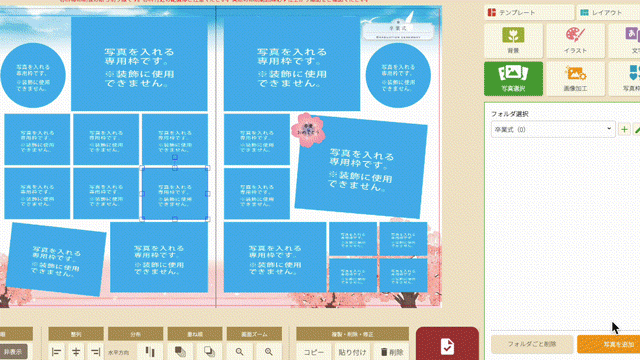 卒業式
写真を入れる
専用枠です。
※装飾に使用
できません。
写真を入れる
専用枠です。
※装飾に使用
できません。
写真を入れる
専用枠です。
※装飾に使用
できません。
写真を入れる
専用枠です。
※装飾に使用
できません。
写真を入れる
専用枠です。
※装飾に使用
できません。
写真を入れる
専用枠です。
※装飾に使用
できません。
写真を入れる
専用枠です。
※装飾に使用
できません。
写真を入れる
専用枠です。
※装飾に使用
できません。
卒業
おめでとう
写真を入れる
専用枠です。
※装飾に使用
できません。
写真を入れる
専用枠です。
※装飾に使用
できません。
写真を入れる
専用枠です。
※装飾に使用
できません。
写真を入れる
専用枠です。
※装飾に使用
できません。
写真を入れる
専用枠です。
※装飾に使用
できません。
写真を入れる
専用枠です。
※装飾に使用
できません。
写真を入れる
専用枠です。
※装飾に使用
できません。
写真を入れる
専用枠です。
※装飾に使用
できません。
写真を入れる
専用枠です。
※装飾に使用
できません。
写真を入れる
専用枠です。
※装飾に使用
できません。
写真を入れる
専用枠です。
※装飾に使用
できません。
写真を入れる
専用枠です。
※装飾に使用
できません。
テンプレート
レイアウト
背景
イラスト
写真選択
画像加工
写真枠
フォルダ選択
卒業式 (0)
フォルダごと削除
写真を追加
整列
分布
重ね順
画面ズーム
複製・削除・修正
非表示
水平方向
コピー
貼り付け
削除